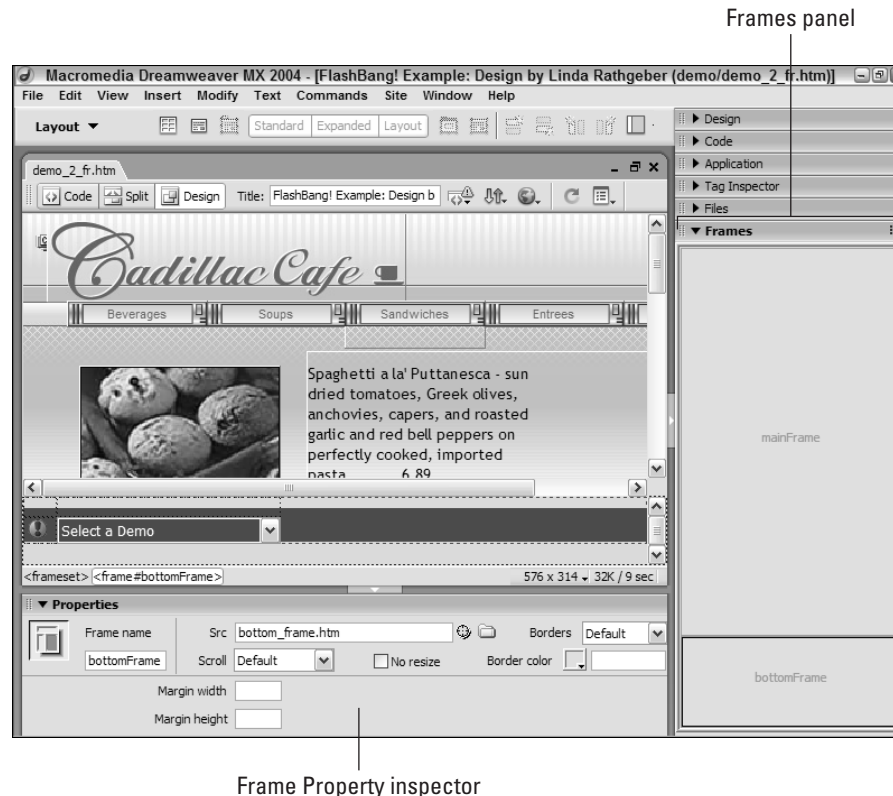 Frames panel
Macromedia Dreamweaver MX 2004 - [FlashBang! Example: Design by Linda Rathgeber (demo/demo_2_fr.htm)]
File Edit View Insert Modify Text Commands Site Window Help
Layout
Standard Expanded Layout
Design
Code
Application
Tag Inspector
Files
Frames
demo_2_fr.htm
Code Split Design Title: FlashBang! Example: Design b
Cadillac Cafe
Beverages Soups Sandwiches Entrees
Spaghetti a la' Puttanesca - sun
dried tomatoes, Greek olives,
anchovies, capers, and roasted
garlic and red bell peppers on
perfectly cooked, imported
pasta 6.89
mainFrame
Select a Demo
<frameset> <frame#bottomFrame> 576 x 314 32K / 9 sec
Properties
Frame name Src bottom_frame.htm Borders Default
bottomFrame Scroll Default No resize Border color
Margin width
Margin height
bottomFrame
Frame Property inspector